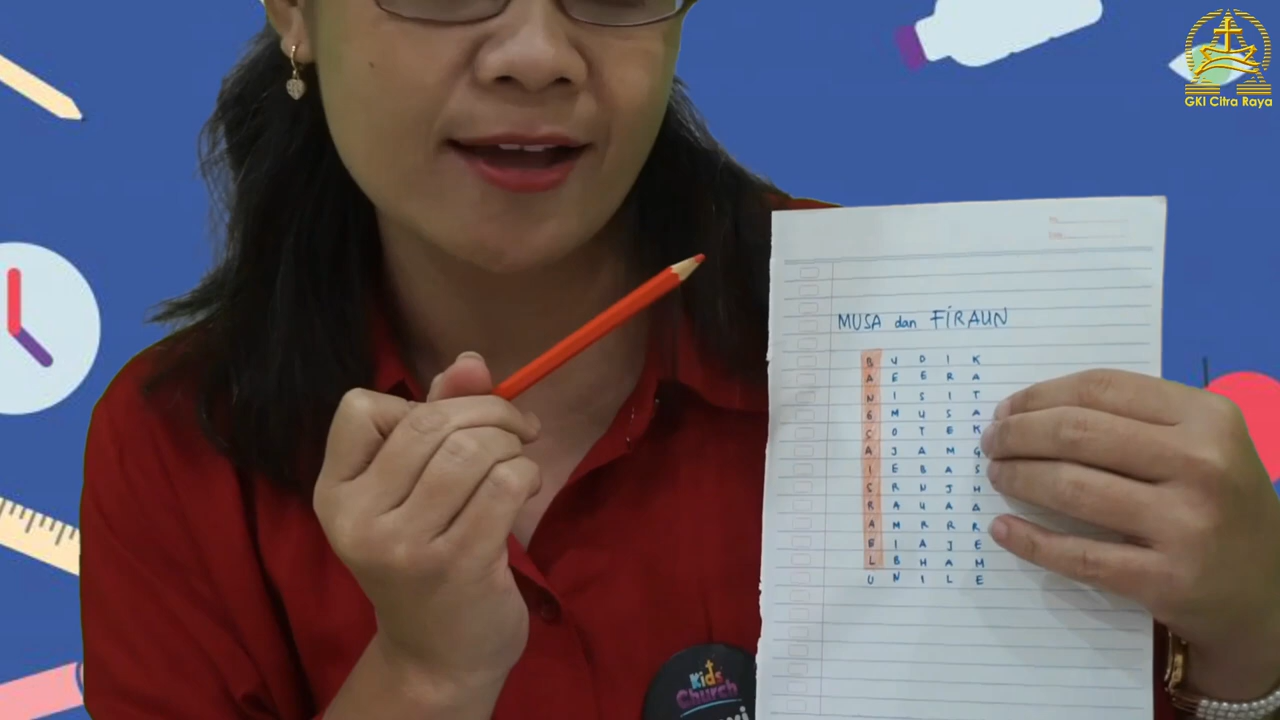 GKI Citra Raya
MUSA dan FIRAUN
B U D I K
A E E R A
N I S I T
G M U S A
S O T E K
A J A M G
I E B A S
S R N J H
R A U A A
A M R R R
E I A J E
L B H A M
U N I L E
Kids
Church